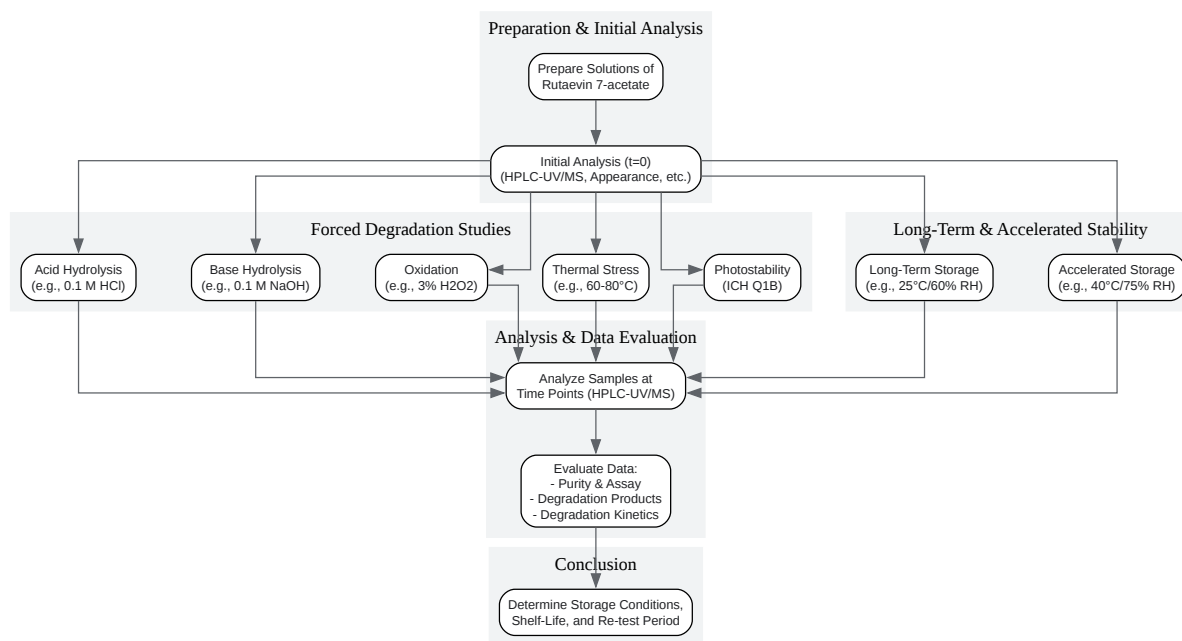 Preparation & Initial Analysis
Prepare Solutions of
Rutaevin 7-acetate
Initial Analysis (t=0)
(HPLC-UV/MS, Appearance, etc.)
Forced Degradation Studies
Long-Term & Accelerated Stability
Acid Hydrolysis
(e.g., 0.1 M HCl)
Base Hydrolysis
(e.g., 0.1 M NaOH)
Oxidation
(e.g., 3% H2O2)
Thermal Stress
(e.g., 60-80°C)
Photostability
(ICH Q1B)
Long-Term Storage
(e.g., 25°C/60% RH)
Accelerated Storage
(e.g., 40°C/75% RH)
Analysis & Data Evaluation
Analyze Samples at
Time Points (HPLC-UV/MS)
Evaluate Data:
- Purity & Assay
- Degradation Products
- Degradation Kinetics
Conclusion
Determine Storage Conditions,
Shelf-Life, and Re-test Period